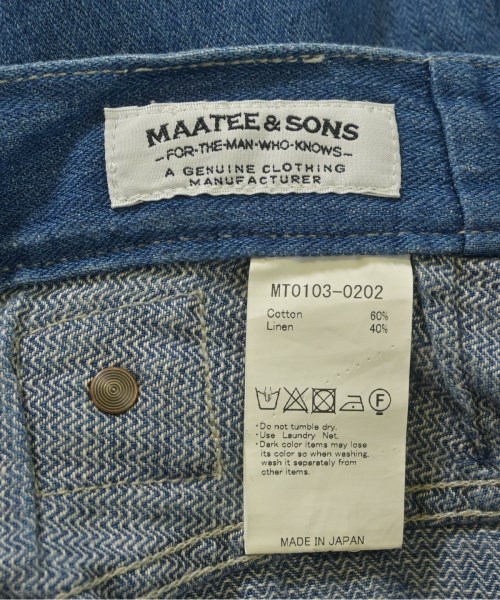 MAATEE & SONS
-FOR·THE·MAN·WHO·KNOWS-
A GENUINE CLOTHING
MANUFACTURER
MT0103-0202
Cotton 60%
Linen 40%
F
・Do not tumble dry.
・Use Laundry Net.
・Dark color items may lose
its color so when washing,
wash it separately from
other items.
MADE IN JAPAN